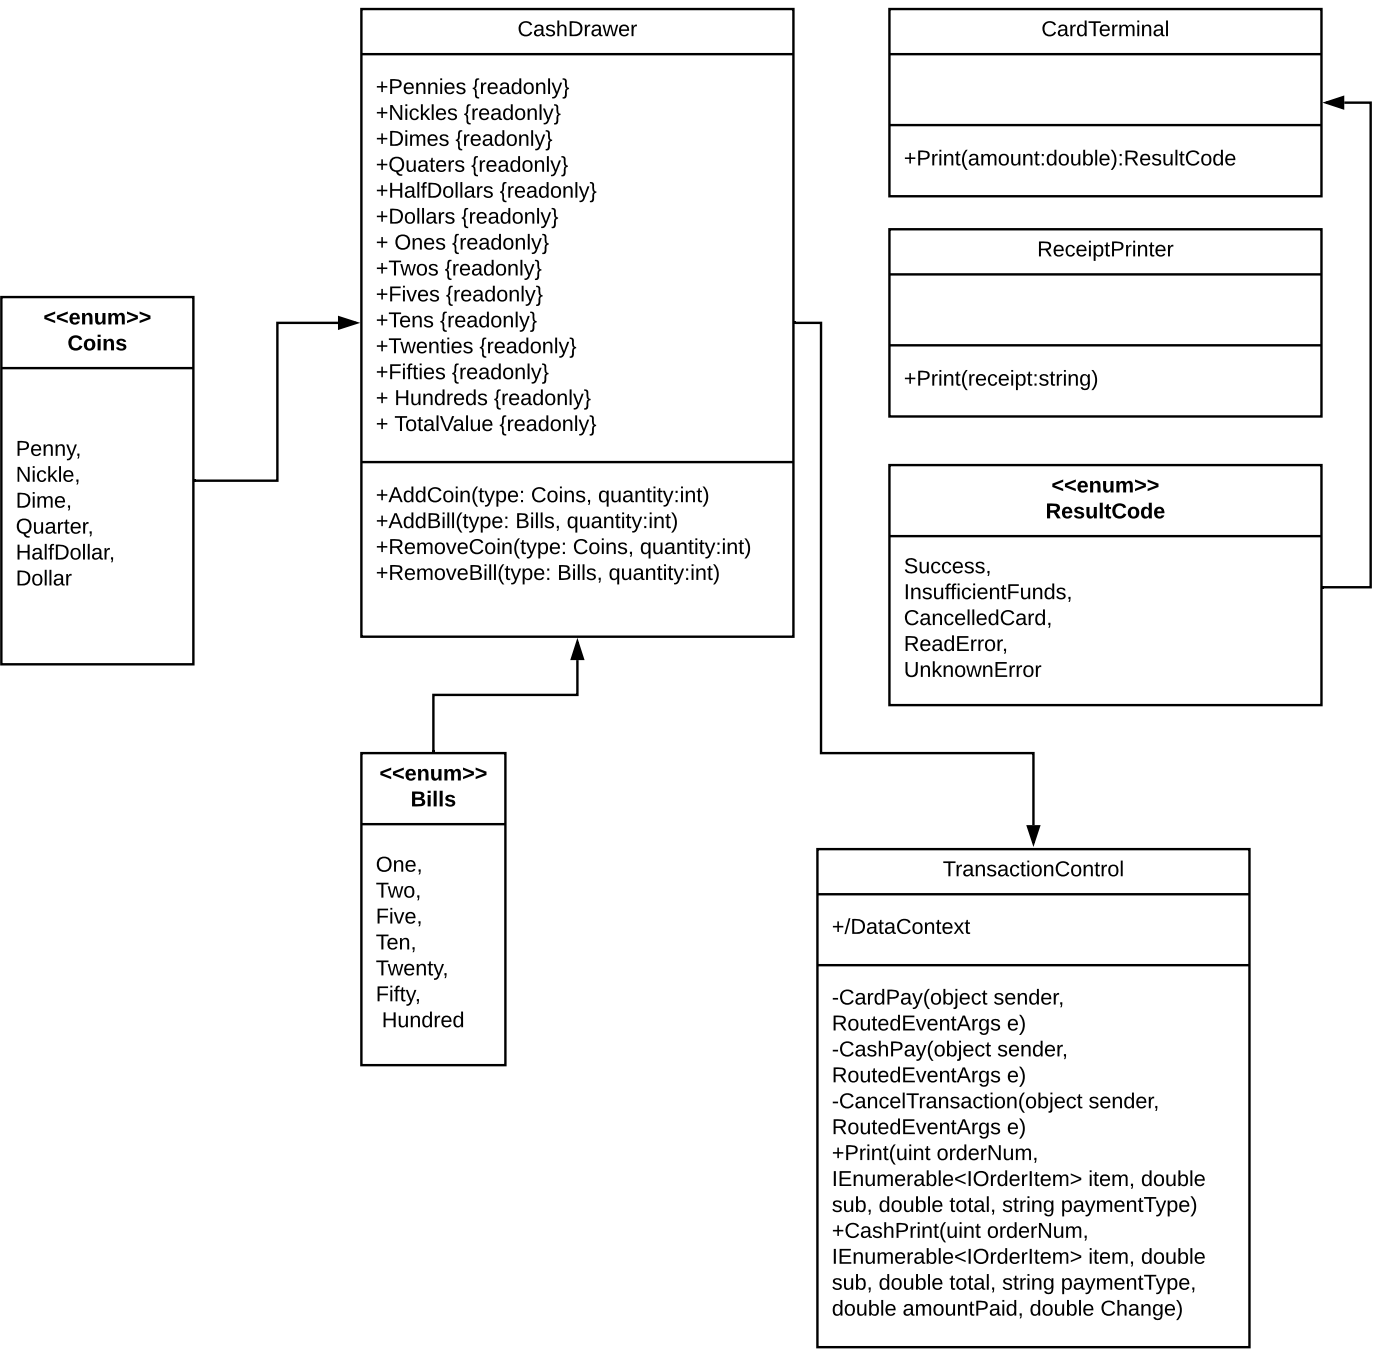 CashDrawer
+Pennies {readonly}
+Nickles {readonly}
+Dimes {readonly}
+Quaters {readonly}
+HalfDollars {readonly}
+Dollars {readonly}
+ Ones {readonly}
+Twos {readonly}
+Fives {readonly}
+Tens {readonly}
+Twenties {readonly}
+Fifties {readonly}
+ Hundreds {readonly}
+ TotalValue {readonly}
+AddCoin(type: Coins, quantity:int)
+AddBill(type: Bills, quantity:int)
+RemoveCoin(type: Coins, quantity:int)
+RemoveBill(type: Bills, quantity:int)
CardTerminal
+Print(amount:double):ResultCode
ReceiptPrinter
+Print(receipt:string)
<<enum>>
Coins
Penny,
Nickle,
Dime,
Quarter,
HalfDollar,
Dollar
<<enum>>
ResultCode
Success,
InsufficientFunds,
CancelledCard,
ReadError,
UnknownError
<<enum>>
Bills
One,
Two,
Five,
Ten,
Twenty,
Fifty,
Hundred
TransactionControl
+/DataContext
-CardPay(object sender,
RoutedEventArgs e)
-CashPay(object sender,
RoutedEventArgs e)
-CancelTransaction(object sender,
RoutedEventArgs e)
+Print(uint orderNum,
IEnumerable<IOrderItem> item, double
sub, double total, string paymentType)
+CashPrint(uint orderNum,
IEnumerable<IOrderItem> item, double
sub, double total, string paymentType,
double amountPaid, double Change)